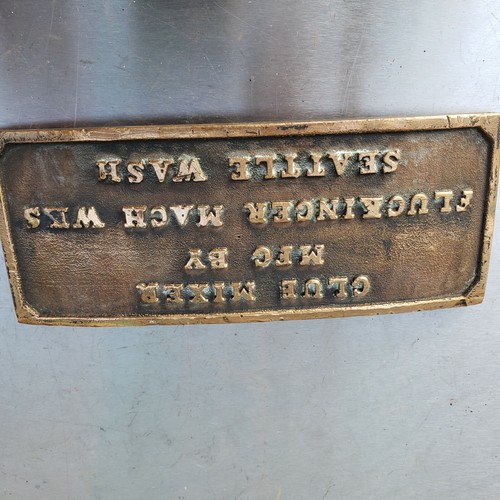 GLUE MIXER
MFG BY
FLUCKINGER MACH WKS
SEATTLE WASH